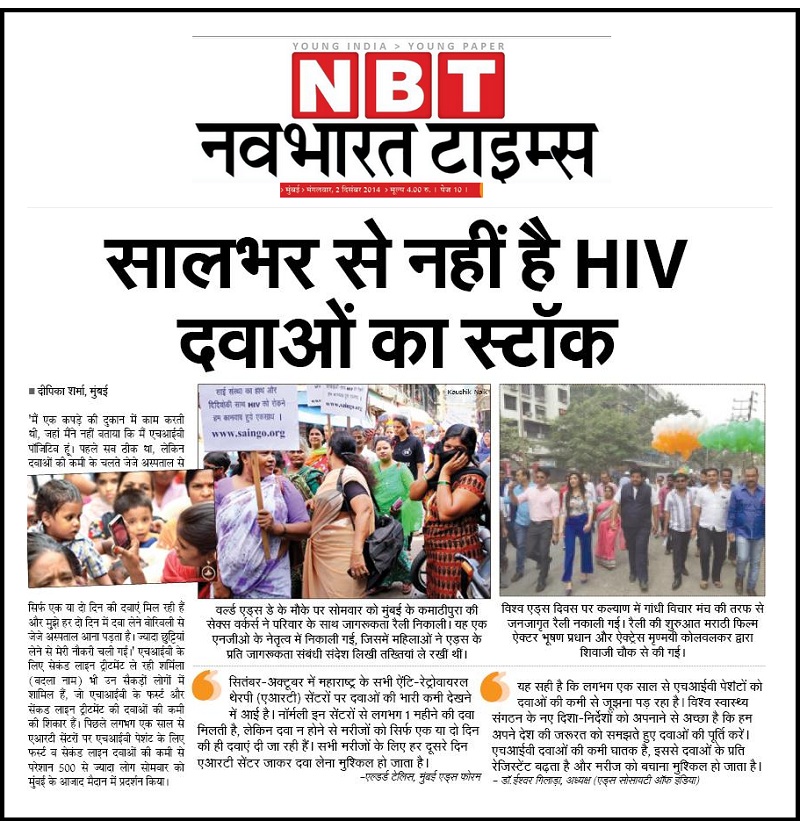 YOUNG INDIA > YOUNG PAPER
NBT
नवभारत टाइम्स
> मुंबई > मंगलवार, 2 दिसंबर 2014 > मूल्य 4.00 रु. । पेज 10 ।
सालभर से नहीं है HIV
दवाओं का स्टॉक
■ दीपिका शर्मा, मुंबई
'मैं एक कपड़े की दुकान में काम करती
थी, जहां मैंने नहीं बताया कि मैं एचआईवी
पॉजिटिव हूं। पहले सब ठीक था, लेकिन
दवाओं की कमी के चलते जेजे अस्पताल से
सिर्फ एक या दो दिन की दवाएं मिल रही हैं
और मुझे हर दो दिन में दवा लेने बोरिवली से
जेजे अस्पताल आना पड़ता है। ज्यादा छुट्टियां
लेने से मेरी नौकरी चली गई।' एचआईवी के
लिए सेकंड लाइन ट्रीटमेंट ले रही शर्मिला
(बदला नाम) भी उन सैकड़ों लोगों में
शामिल हैं, जो एचआईवी के फर्स्ट और
सेंकड लाइन ट्रीटमेंट की दवाओं की कमी
की शिकार हैं। पिछले लगभग एक साल से
एआरटी सेंटरों पर एचआईवी पेशंट के लिए
फर्स्ट व सेकंड लाइन दवाओं की कमी से
परेशान 500 से ज्यादा लोग सोमवार को
मुंबई के आजाद मैदान में प्रदर्शन किया।
साई संस्था का हाथ और
www.saingo.org
www.saingo.org
Kaushik Naik
वर्ल्ड एड्स डे के मौके पर सोमवार को मुंबई के कमाठीपुरा की
सेक्स वर्कर्स ने परिवार के साथ जागरूकता रैली निकाली। यह एक
एनजीओ के नेतृत्व में निकाली गई, जिसमें महिलाओं ने एड्स के
प्रति जागरूकता संबंधी संदेश लिखी तख्तियां ले रखीं थीं।
विश्व एड्स दिवस पर कल्याण में गांधी विचार मंच की तरफ से
जनजागृत रैली नकाली गई। रैली की शुरुआत मराठी फिल्म
ऐक्टर भूषण प्रधान और ऐक्ट्रेस मृण्मयी कोलवलकर द्वारा
शिवाजी चौक से की गई।
सितंबर-अक्टूबर में महाराष्ट्र के सभी ऐंटि-रेट्रोवायरल
थेरपी (एआरटी) सेंटरों पर दवाओं की भारी कमी देखने
में आई है। नॉर्मली इन सेंटरों से लगभग 1 महीने की दवा
मिलती है, लेकिन दवा न होने से मरीजों को सिर्फ एक या दो दिन
की ही दवाएं दी जा रही हैं। सभी मरीजों के लिए हर दूसरे दिन
एआरटी सेंटर जाकर दवा लेना मुश्किल हो जाता है।
–एल्डर्ड टेलिस, मुंबई एड्स फोरम
यह सही है कि लगभग एक साल से एचआईवी पेशंटों को
दवाओं की कमी से जूझना पड़ रहा है। विश्व स्वास्थ्य
संगठन के नए दिशा-निर्देशों को अपनाने से अच्छा है कि हम
अपने देश की जरूरत को समझते हुए दवाओं की पूर्ति करें।
एचआईवी दवाओं की कमी घातक है, इससे दवाओं के प्रति
रेजिस्टेंट बढ़ता है और मरीज को बचाना मुश्किल हो जाता है।
– डॉ.ईश्वर गिलाड़ा, अध्यक्ष (एड्स सोसायटी ऑफ इंडिया)